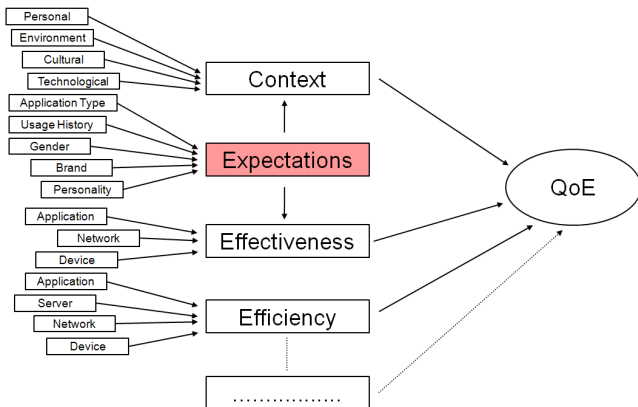 Personal
Environment
Cultural
Technological
Application Type
Usage History
Gender
Brand
Personality
Application
Network
Device
Application
Server
Network
Device
Context
Expectations
Effectiveness
Efficiency
.................
QoE